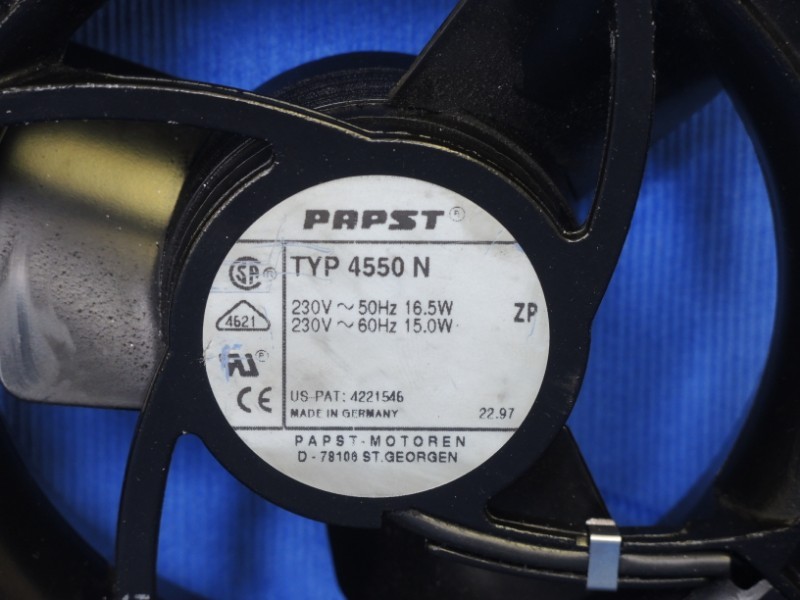 PAPST ®
TYP 4550 N
SA ®
230V ~ 50Hz 16.5W
230V ~ 60Hz 15.0W
ZP
4621
®
US-PAT: 4221546
CE
MADE IN GERMANY 22.97
PAPST-MOTOREN
D - 78106 ST. GEORGEN